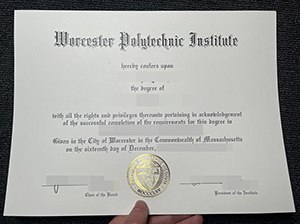 Worcester Polytechnic Institute
hereby confers upon
the degree of
with all the rights and privileges thereunto pertaining in acknowledgement
of the successful completion of the requirements for this degree in
Given in the City of Worcester in the Commonwealth of Massachusetts
on the sixteenth day of December,
Chair of the Board
President of the Institute